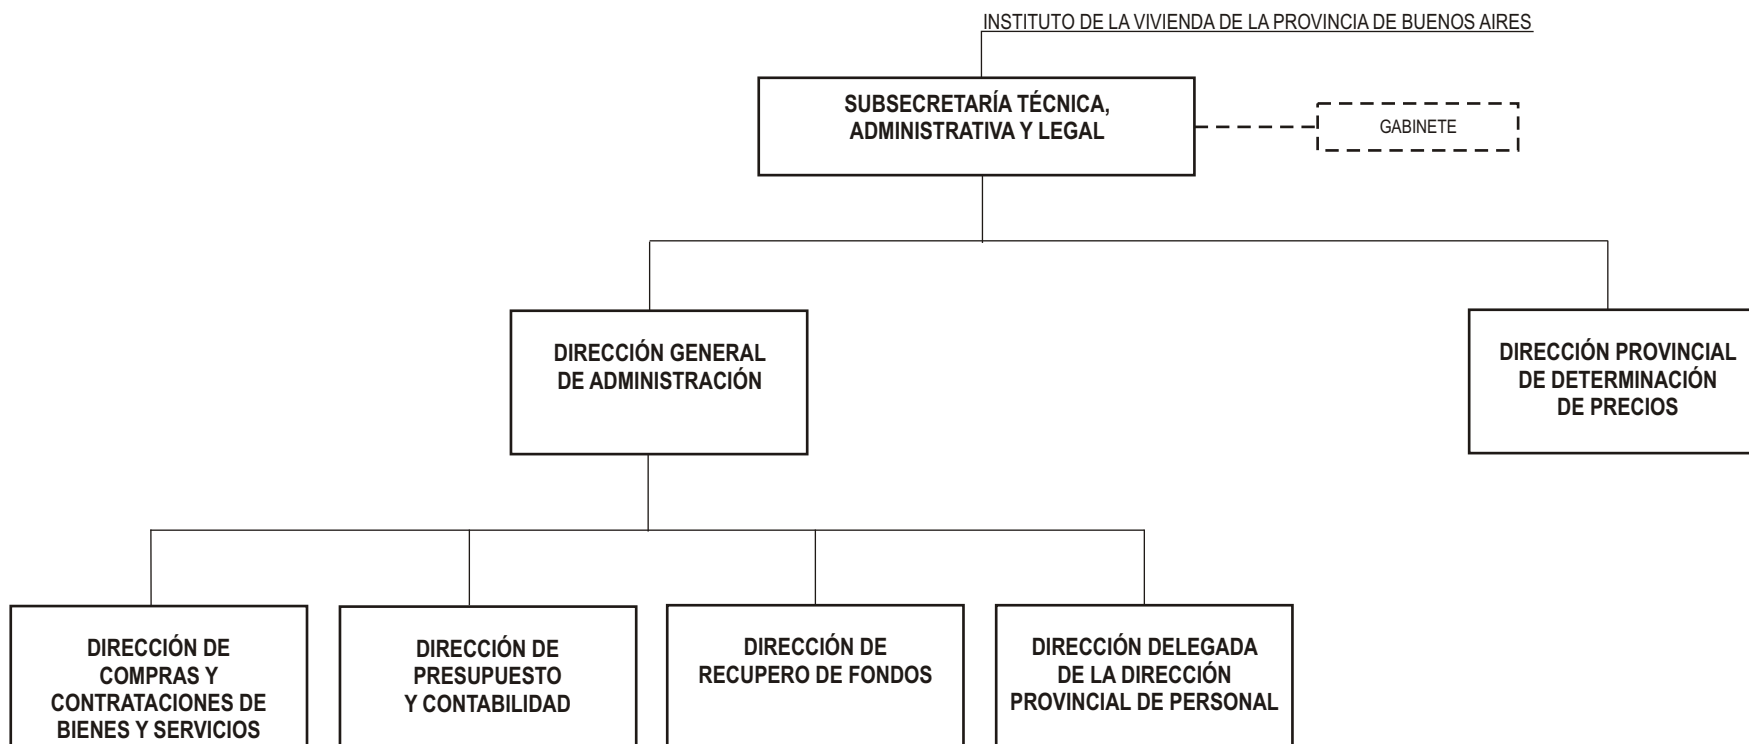 INSTITUTO DE LA VIVIENDA DE LA PROVINCIA DE BUENOS AIRES
SUBSECRETARÍA TÉCNICA,
ADMINISTRATIVA Y LEGAL
GABINETE
DIRECCIÓN GENERAL
DE ADMINISTRACIÓN
DIRECCIÓN PROVINCIAL
DE DETERMINACIÓN
DE PRECIOS
DIRECCIÓN DE
COMPRAS Y
CONTRATACIONES DE
BIENES Y SERVICIOS
DIRECCIÓN DE
PRESUPUESTO
Y CONTABILIDAD
DIRECCIÓN DE
RECUPERO DE FONDOS
DIRECCIÓN DELEGADA
DE LA DIRECCIÓN
PROVINCIAL DE PERSONAL